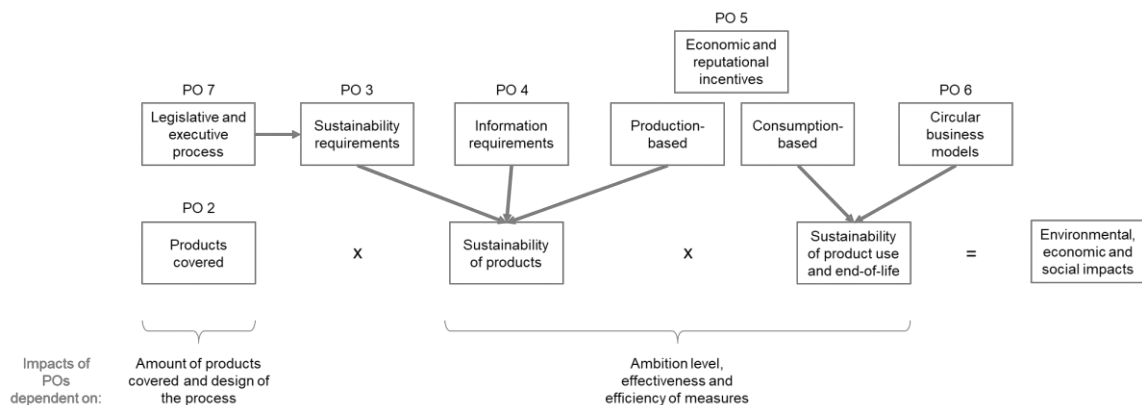 PO 5
Economic and
reputational
incentives
PO 7
Legislative and
executive
process
PO 3
Sustainability
requirements
PO 4
Information
requirements
Production-
based
Consumption-
based
PO 6
Circular
business
models
PO 2
Products
covered
x
Sustainability
of products
x
Sustainability
of product use
and end-of-life
=
Environmental,
economic and
social impacts
Impacts of
POs
dependent on:
Amount of products
covered and design of
the process
Ambition level,
effectiveness and
efficiency of measures